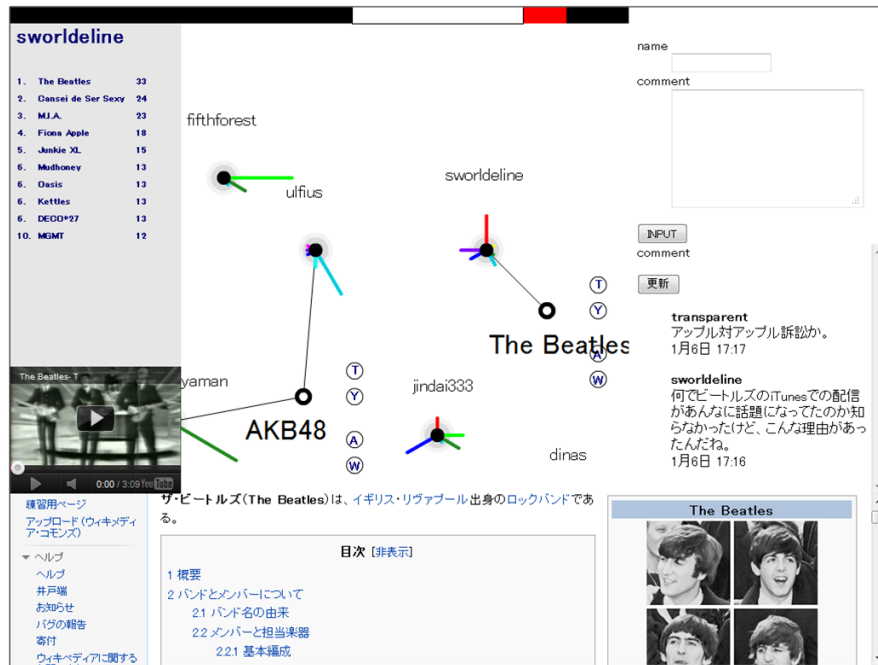 sworldeline
1. The Beatles 33
2. Cansei de Ser Sexy 24
3. M.I.A. 23
4. Fiona Apple 18
5. Junkie XL 15
6. Mudhoney 13
6. Oasis 13
6. Kettles 13
6. DECO*27 13
10. MGMT 12
fifthforest
ulfius
sworldeline
T
Y
The Beatles
A
W
yaman
T
Y
AKB48
A
W
jindai333
dinas
The Beatles- T
0:00 / 3:09 YouTube
name
comment
INPUT
comment
更新
transparent
アップル対アップル訴訟か。
1月6日 17:17
sworldeline
何でビートルズのiTunesでの配信
があんなに話題になってたのか知
らなかったけど、こんな理由があっ
たんだね。
1月6日 17:16
練習用ページ
アップロード (ウィキメディ
ア・コモンズ)
ヘルプ
ヘルプ
井戸端
お知らせ
バグの報告
寄付
ウィキペディアに関する
ザ・ビートルズ(The Beatles)は、イギリス・リヴァプール出身のロックバンドであ
る。
目次 [非表示]
1 概要
2 バンドとメンバーについて
2.1 バンド名の由来
2.2 メンバーと担当楽器
2.2.1 基本編成
The Beatles